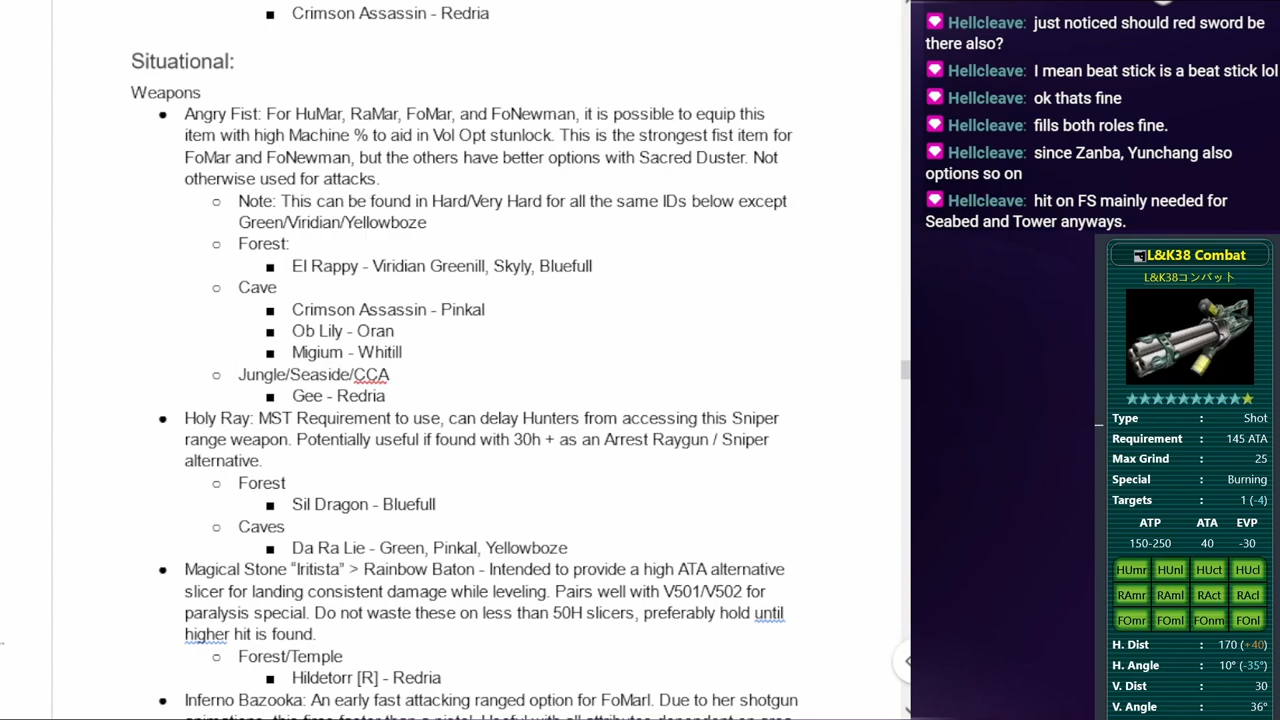 Crimson Assassin - Redria
Situational:
Weapons
Angry Fist: For HuMar, RaMar, FoMar, and FoNewman, it is possible to equip this
item with high Machine % to aid in Vol Opt stunlock. This is the strongest fist item for
FoMar and FoNewman, but the others have better options with Sacred Duster. Not
otherwise used for attacks.
Note: This can be found in Hard/Very Hard for all the same IDs below except
Green/Viridian/Yellowboze
Forest:
El Rappy - Viridian Greenill, Skyly, Bluefull
Cave
Crimson Assassin - Pinkal
Ob Lily - Oran
Migium - Whitill
Jungle/Seaside/CCA
Gee - Redria
Holy Ray: MST Requirement to use, can delay Hunters from accessing this Sniper
range weapon. Potentially useful if found with 30h + as an Arrest Raygun / Sniper
alternative.
Forest
Sil Dragon - Bluefull
Caves
Da Ra Lie - Green, Pinkal, Yellowboze
Magical Stone “Iritista” > Rainbow Baton - Intended to provide a high ATA alternative
slicer for landing consistent damage while leveling. Pairs well with V501/V502 for
paralysis special. Do not waste these on less than 50H slicers, preferably hold until
higher hit is found.
Forest/Temple
Hildetorr [R] - Redria
Inferno Bazooka: An early fast attacking ranged option for FoMarl. Due to her shotgun
Hellcleave: just noticed should red sword be
there also?
Hellcleave: I mean beat stick is a beat stick lol
Hellcleave: ok thats fine
Hellcleave: fills both roles fine.
Hellcleave: since Zanba, Yunchang also
options so on
Hellcleave: hit on FS mainly needed for
Seabed and Tower anyways.
L&K38 Combat
L&K38コンバット
★★★★★★★★★★
Type : Shot
Requirement : 145 ATA
Max Grind : 25
Special : Burning
Targets : 1 (-4)
ATP ATA EVP
150-250 40 -30
HUmr HUnl HUct HUcl
RAmr RAml RAct RAcl
FOmr FOml FOnm FOnl
H. Dist : 170 (+40)
H. Angle : 10° (-35°)
V. Dist : 30
V. Angle : 36°